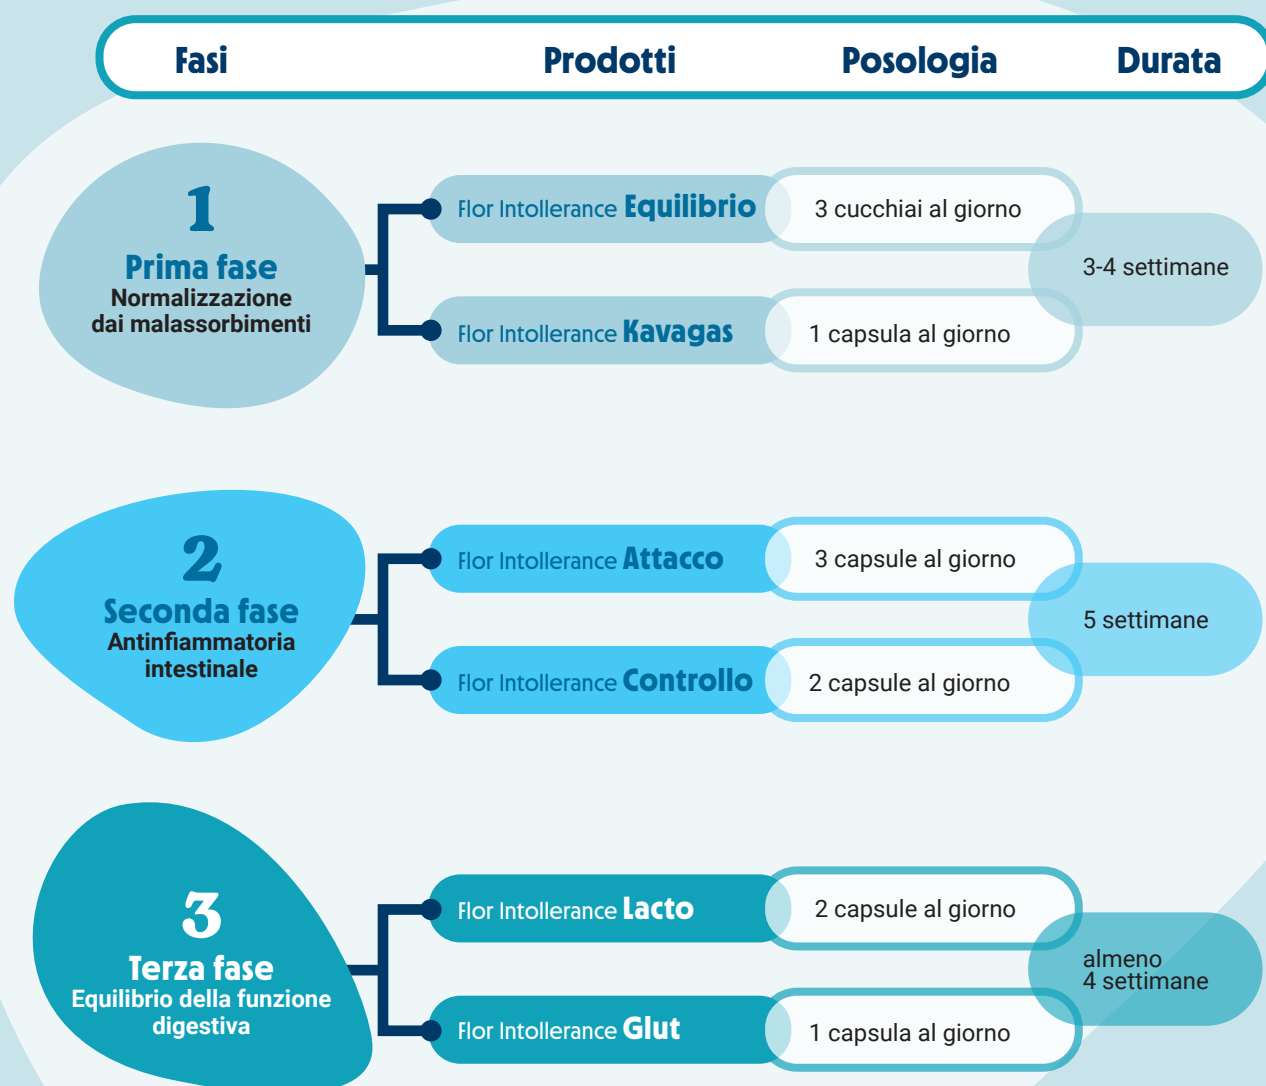 Fasi Prodotti Posologia Durata
1
Prima fase
Normalizzazione
dai malassorbimenti
Flor Intollerance Equilibrio
3 cucchiai al giorno
Flor Intollerance Kavagas
1 capsula al giorno
3-4 settimane
2
Seconda fase
Antinfiammatoria
intestinale
Flor Intollerance Attacco
3 capsule al giorno
Flor Intollerance Controllo
2 capsule al giorno
5 settimane
3
Terza fase
Equilibrio della funzione
digestiva
Flor Intollerance Lacto
2 capsule al giorno
Flor Intollerance Glut
1 capsula al giorno
almeno
4 settimane